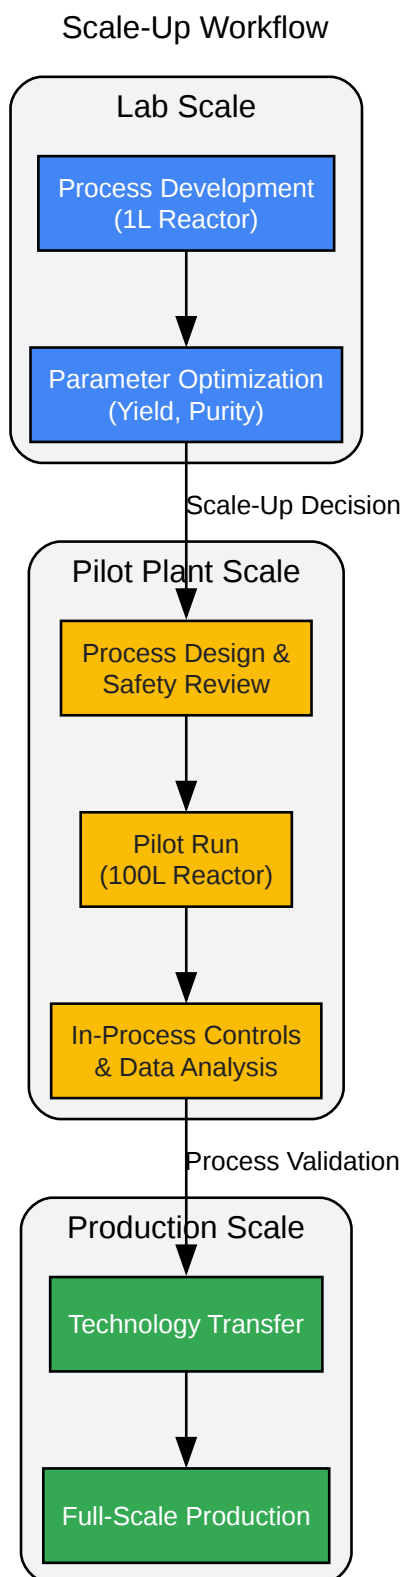 Scale-Up Workflow
Lab Scale
Process Development
(1L Reactor)
Parameter Optimization
(Yield, Purity)
Scale-Up Decision
Pilot Plant Scale
Process Design &
Safety Review
Pilot Run
(100L Reactor)
In-Process Controls
& Data Analysis
Process Validation
Production Scale
Technology Transfer
Full-Scale Production